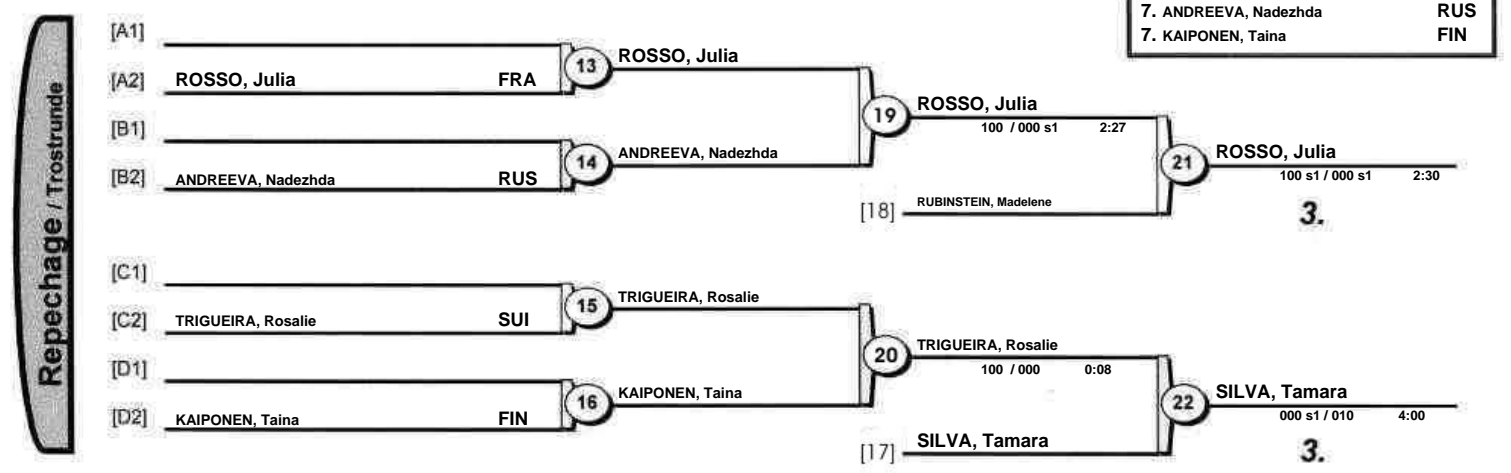 7. ANDREEVA, Nadezhda RUS
7. KAIPONEN, Taina FIN
Repechage / Trostrunde
[A1]
[A2] ROSSO, Julia FRA
13 ROSSO, Julia
[B1]
[B2] ANDREEVA, Nadezhda RUS
14 ANDREEVA, Nadezhda
19 ROSSO, Julia
100 / 000 s1 2:27
[18] RUBINSTEIN, Madelene
21 ROSSO, Julia
100 s1 / 000 s1 2:30
3.
[C1]
[C2] TRIGUEIRA, Rosalie SUI
15 TRIGUEIRA, Rosalie
[D1]
[D2] KAIPONEN, Taina FIN
16 KAIPONEN, Taina
20 TRIGUEIRA, Rosalie
100 / 000 0:08
[17] SILVA, Tamara
22 SILVA, Tamara
000 s1 / 010 4:00
3.